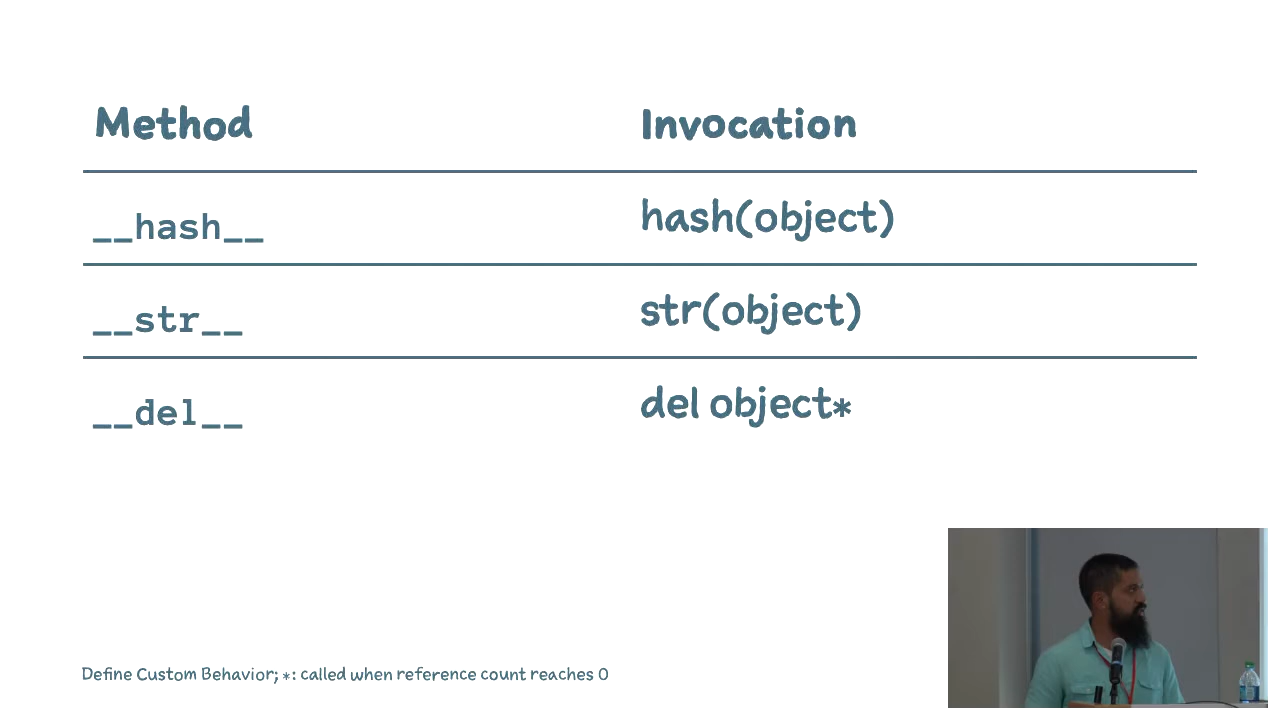 Method Invocation
__hash__ hash(object)
__str__ str(object)
__del__ del object*
Define Custom Behavior; *: called when reference count reaches 0